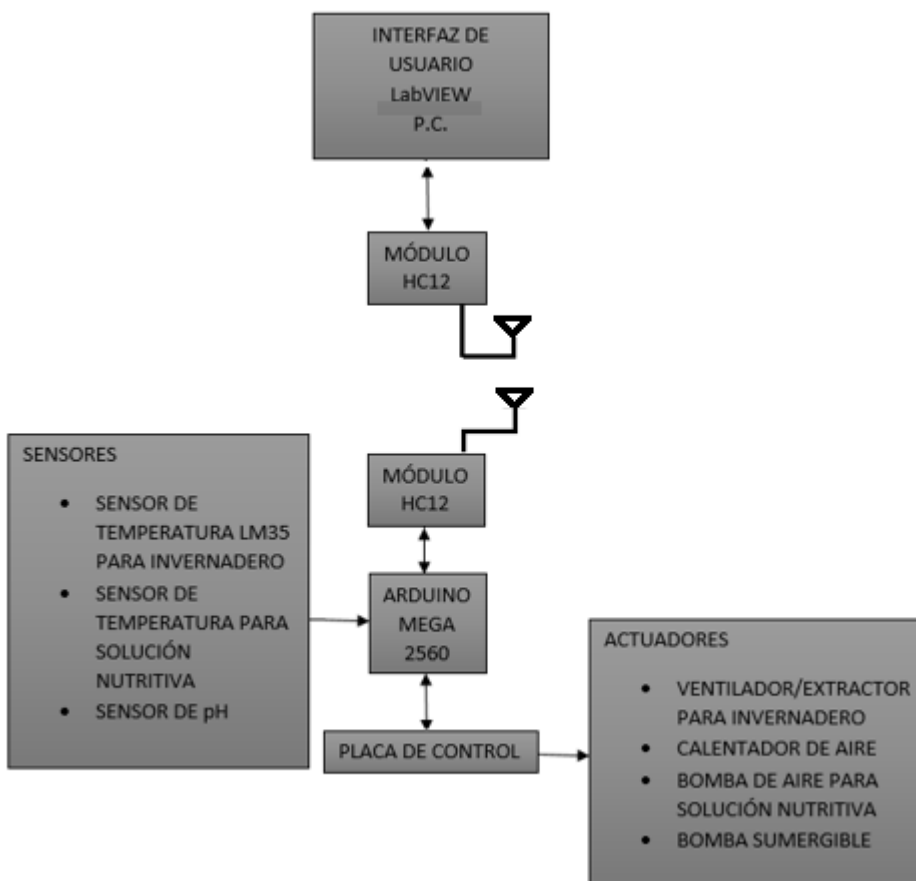 INTERFAZ DE
USUARIO
LabVIEW
P.C.
MÓDULO
HC12
MÓDULO
HC12
SENSORES
• SENSOR DE
TEMPERATURA LM35
PARA INVERNADERO
• SENSOR DE
TEMPERATURA PARA
SOLUCIÓN
NUTRITIVA
• SENSOR DE pH
ARDUINO
MEGA
2560
PLACA DE CONTROL
ACTUADORES
• VENTILADOR/EXTRACTOR
PARA INVERNADERO
• CALENTADOR DE AIRE
• BOMBA DE AIRE PARA
SOLUCIÓN NUTRITIVA
• BOMBA SUMERGIBLE